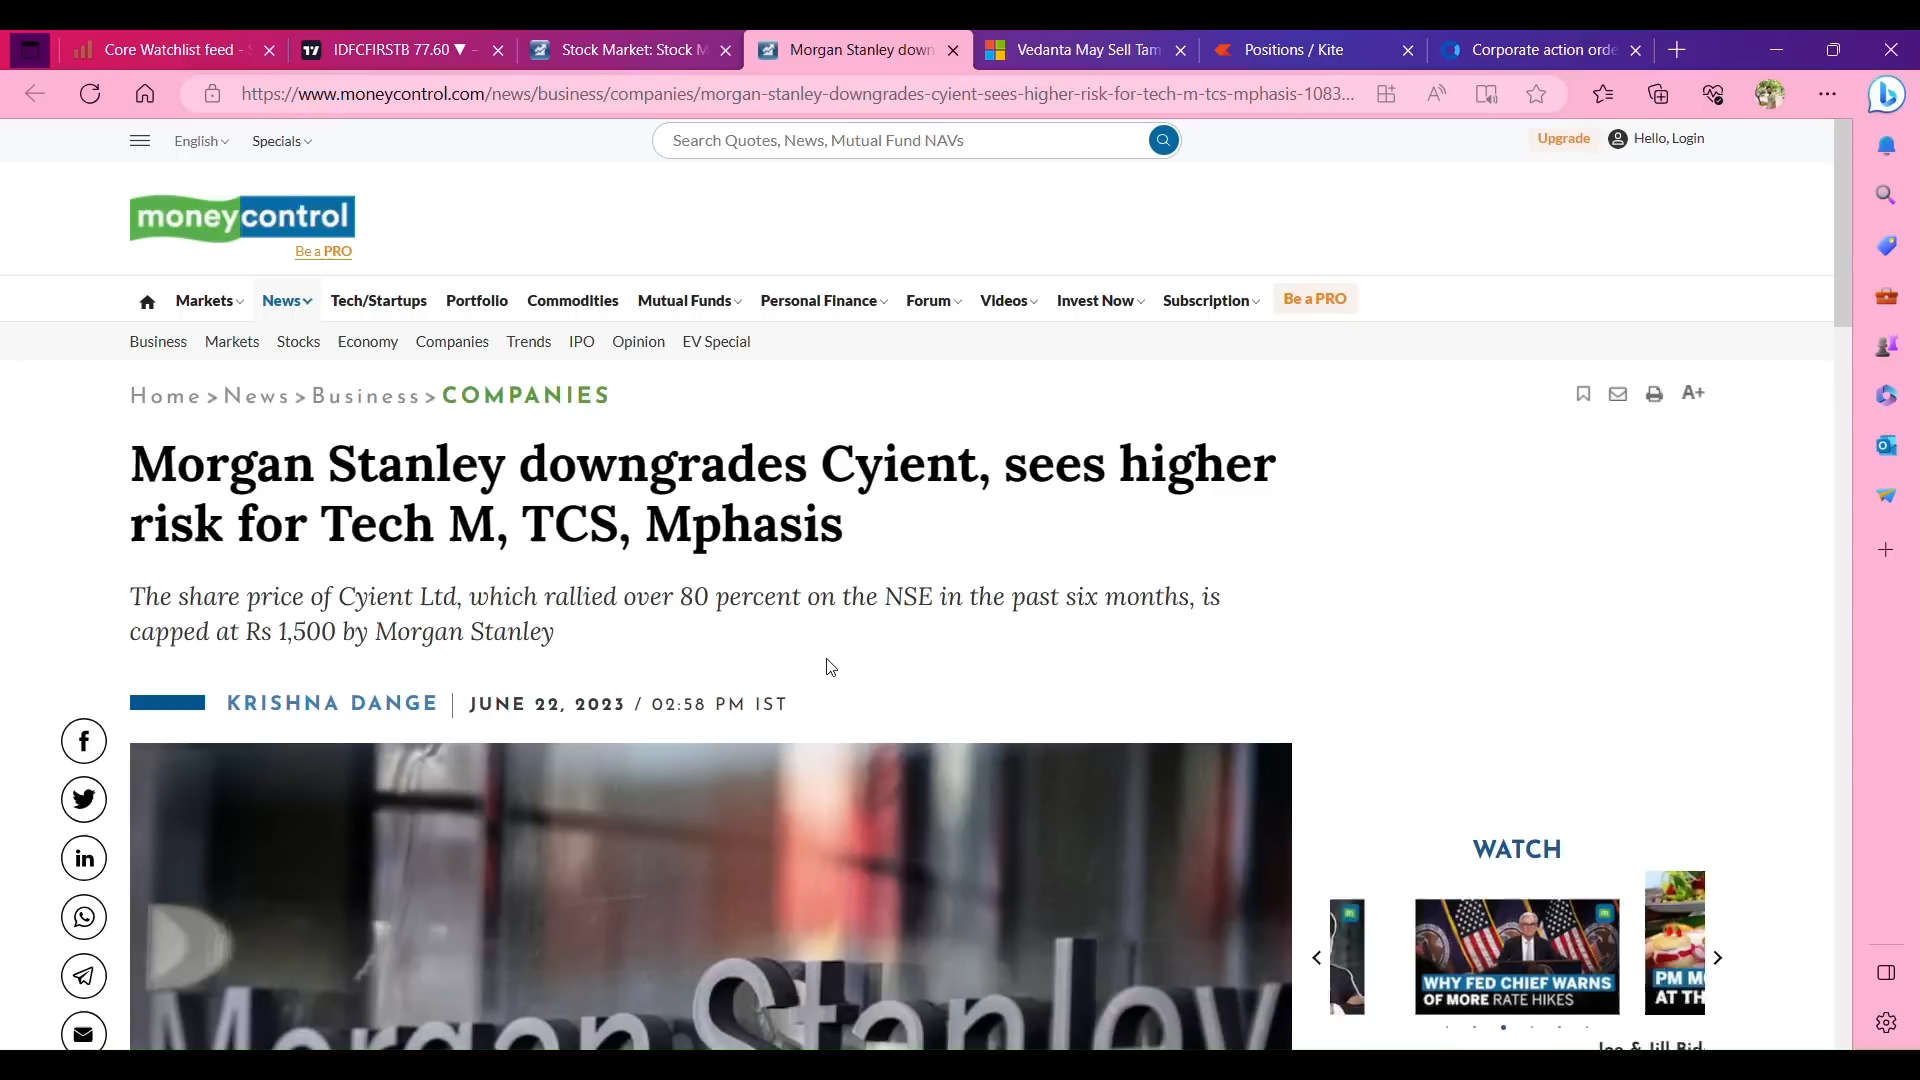 Core Watchlist feed -
IDFCFIRSTB 77.60 ▼ -
Stock Market: Stock M
Morgan Stanley down
Vedanta May Sell Tam
Positions / Kite
Corporate action orde
https://www.moneycontrol.com/news/business/companies/morgan-stanley-downgrades-cyient-sees-higher-risk-for-tech-m-tcs-mphasis-1083...
English
Specials
Search Quotes, News, Mutual Fund NAVs
Upgrade
Hello, Login
moneycontrol
Be a PRO
Markets
News
Tech/Startups
Portfolio
Commodities
Mutual Funds
Personal Finance
Forum
Videos
Invest Now
Subscription
Be a PRO
Business
Markets
Stocks
Economy
Companies
Trends
IPO
Opinion
EV Special
Home > News > Business > COMPANIES
A+
Morgan Stanley downgrades Cyient, sees higher
risk for Tech M, TCS, Mphasis
The share price of Cyient Ltd, which rallied over 80 percent on the NSE in the past six months, is
capped at Rs 1,500 by Morgan Stanley
KRISHNA DANGE | JUNE 22, 2023 / 02:58 PM IST
Morgan Stanley
WATCH
WHY FED CHIEF WARNS
OF MORE RATE HIKES
PM M
AT TH